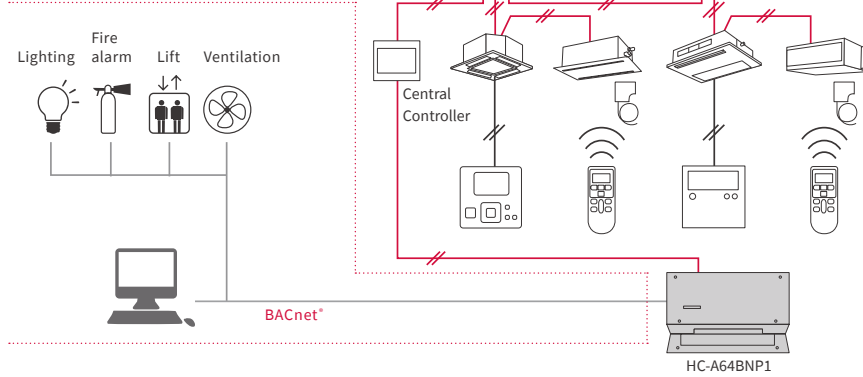 Lighting
Fire
alarm
Lift
Ventilation
Central
Controller
BACnet®
HC-A64BNP1